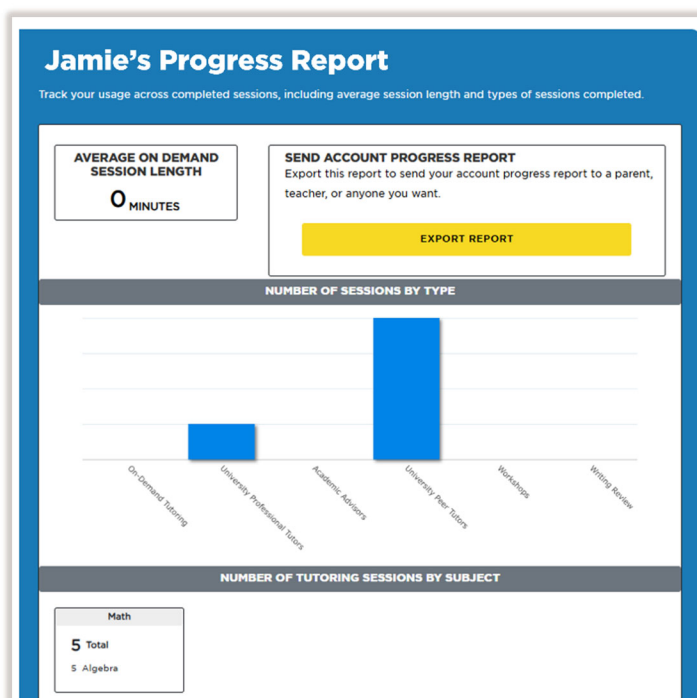 Jamie’s Progress Report
Track your usage across completed sessions, including average session length and types of sessions completed.
AVERAGE ON DEMAND
SESSION LENGTH
0 MINUTES
SEND ACCOUNT PROGRESS REPORT
Export this report to send your account progress report to a parent,
teacher, or anyone you want.
EXPORT REPORT
NUMBER OF SESSIONS BY TYPE
On-Demand Tutoring
University Professional Tutors
Academic Advisors
University Peer Tutors
Workshops
Writing Review
NUMBER OF TUTORING SESSIONS BY SUBJECT
Math
5 Total
5 Algebra